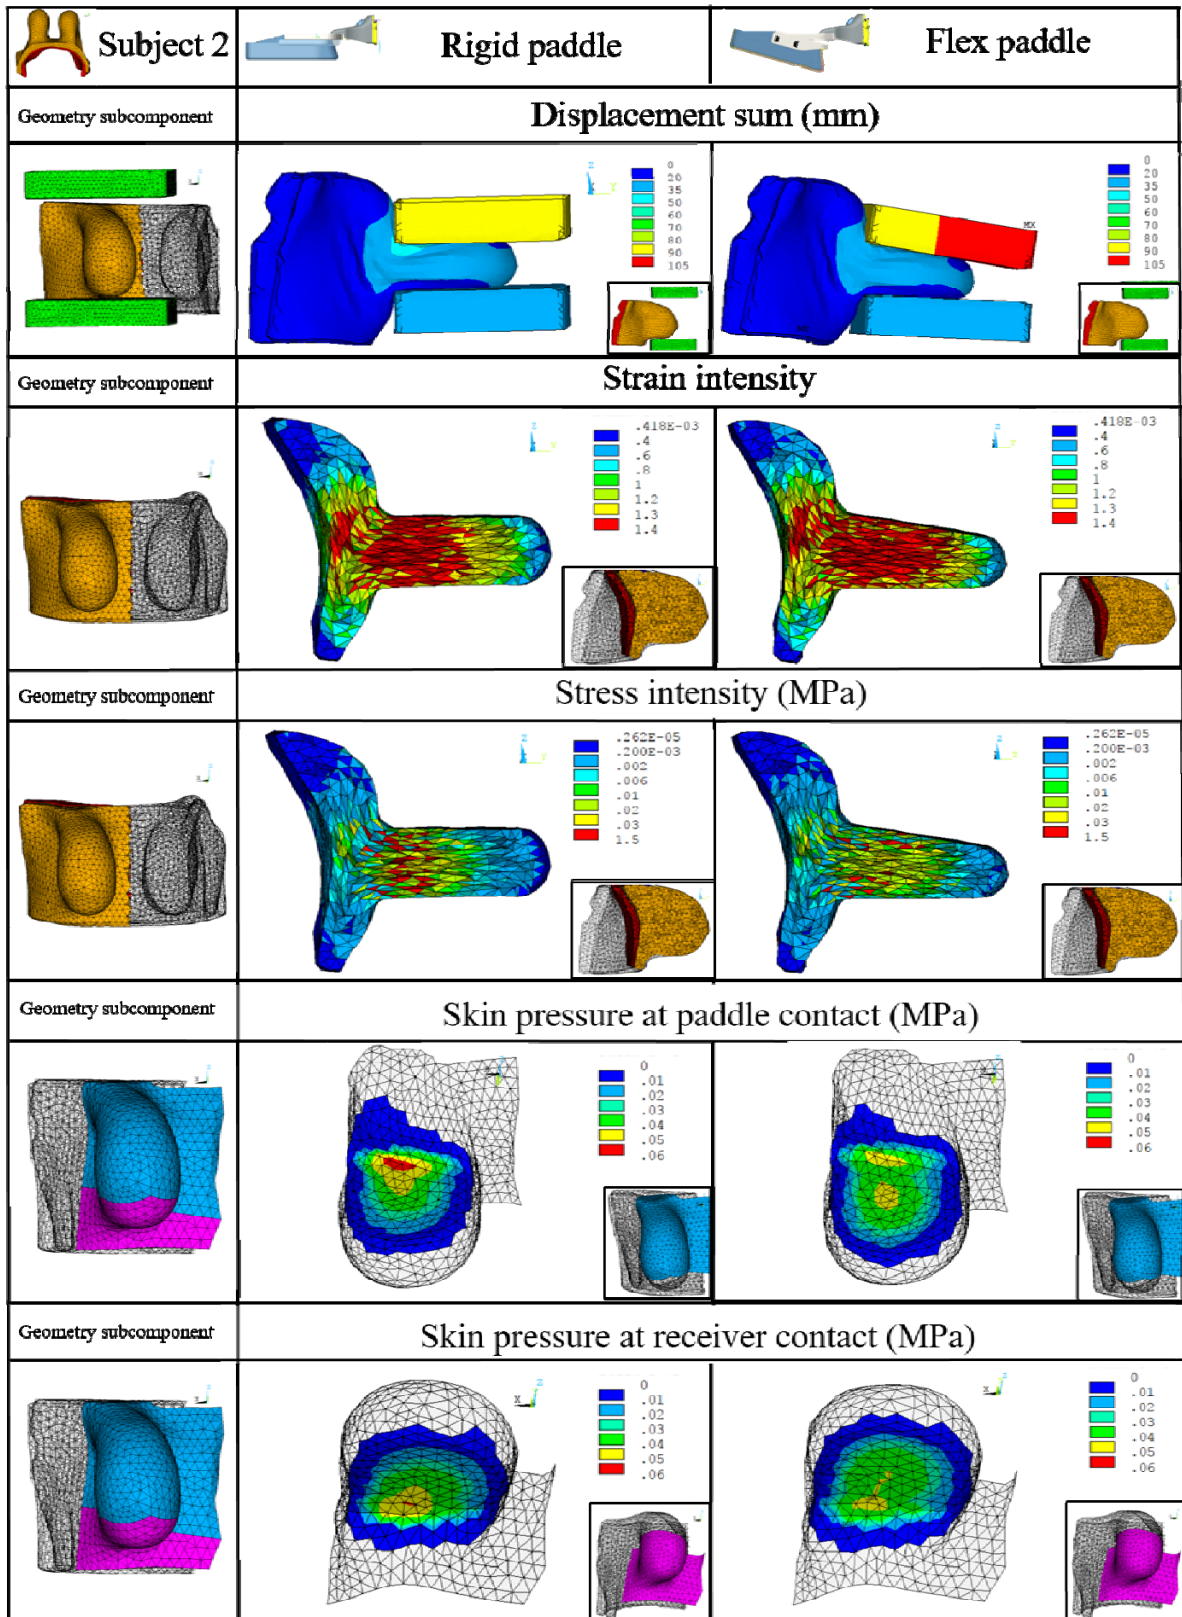 Subject 2
Rigid paddle
Flex paddle
Geometry subcomponent
Displacement sum (mm)
Z
Y
0
20
35
50
60
70
80
90
105
MX
0
20
35
50
60
70
80
90
105
Geometry subcomponent
Strain intensity
Z
.418E-03
.4
.6
.8
1
1.2
1.3
1.4
Z
.418E-03
.4
.6
.8
1
1.2
1.3
1.4
Geometry subcomponent
Stress intensity (MPa)
Z
.262E-05
.200E-03
.002
.006
.01
.02
.03
1.5
Z
.262E-05
.200E-03
.002
.006
.01
.02
.03
1.5
Geometry subcomponent
Skin pressure at paddle contact (MPa)
X
0
.01
.02
.03
.04
.05
.06
0
.01
.02
.03
.04
.05
.06
Geometry subcomponent
Skin pressure at receiver contact (MPa)
X
Z
0
.01
.02
.03
.04
.05
.06
X
Z
0
.01
.02
.03
.04
.05
.06